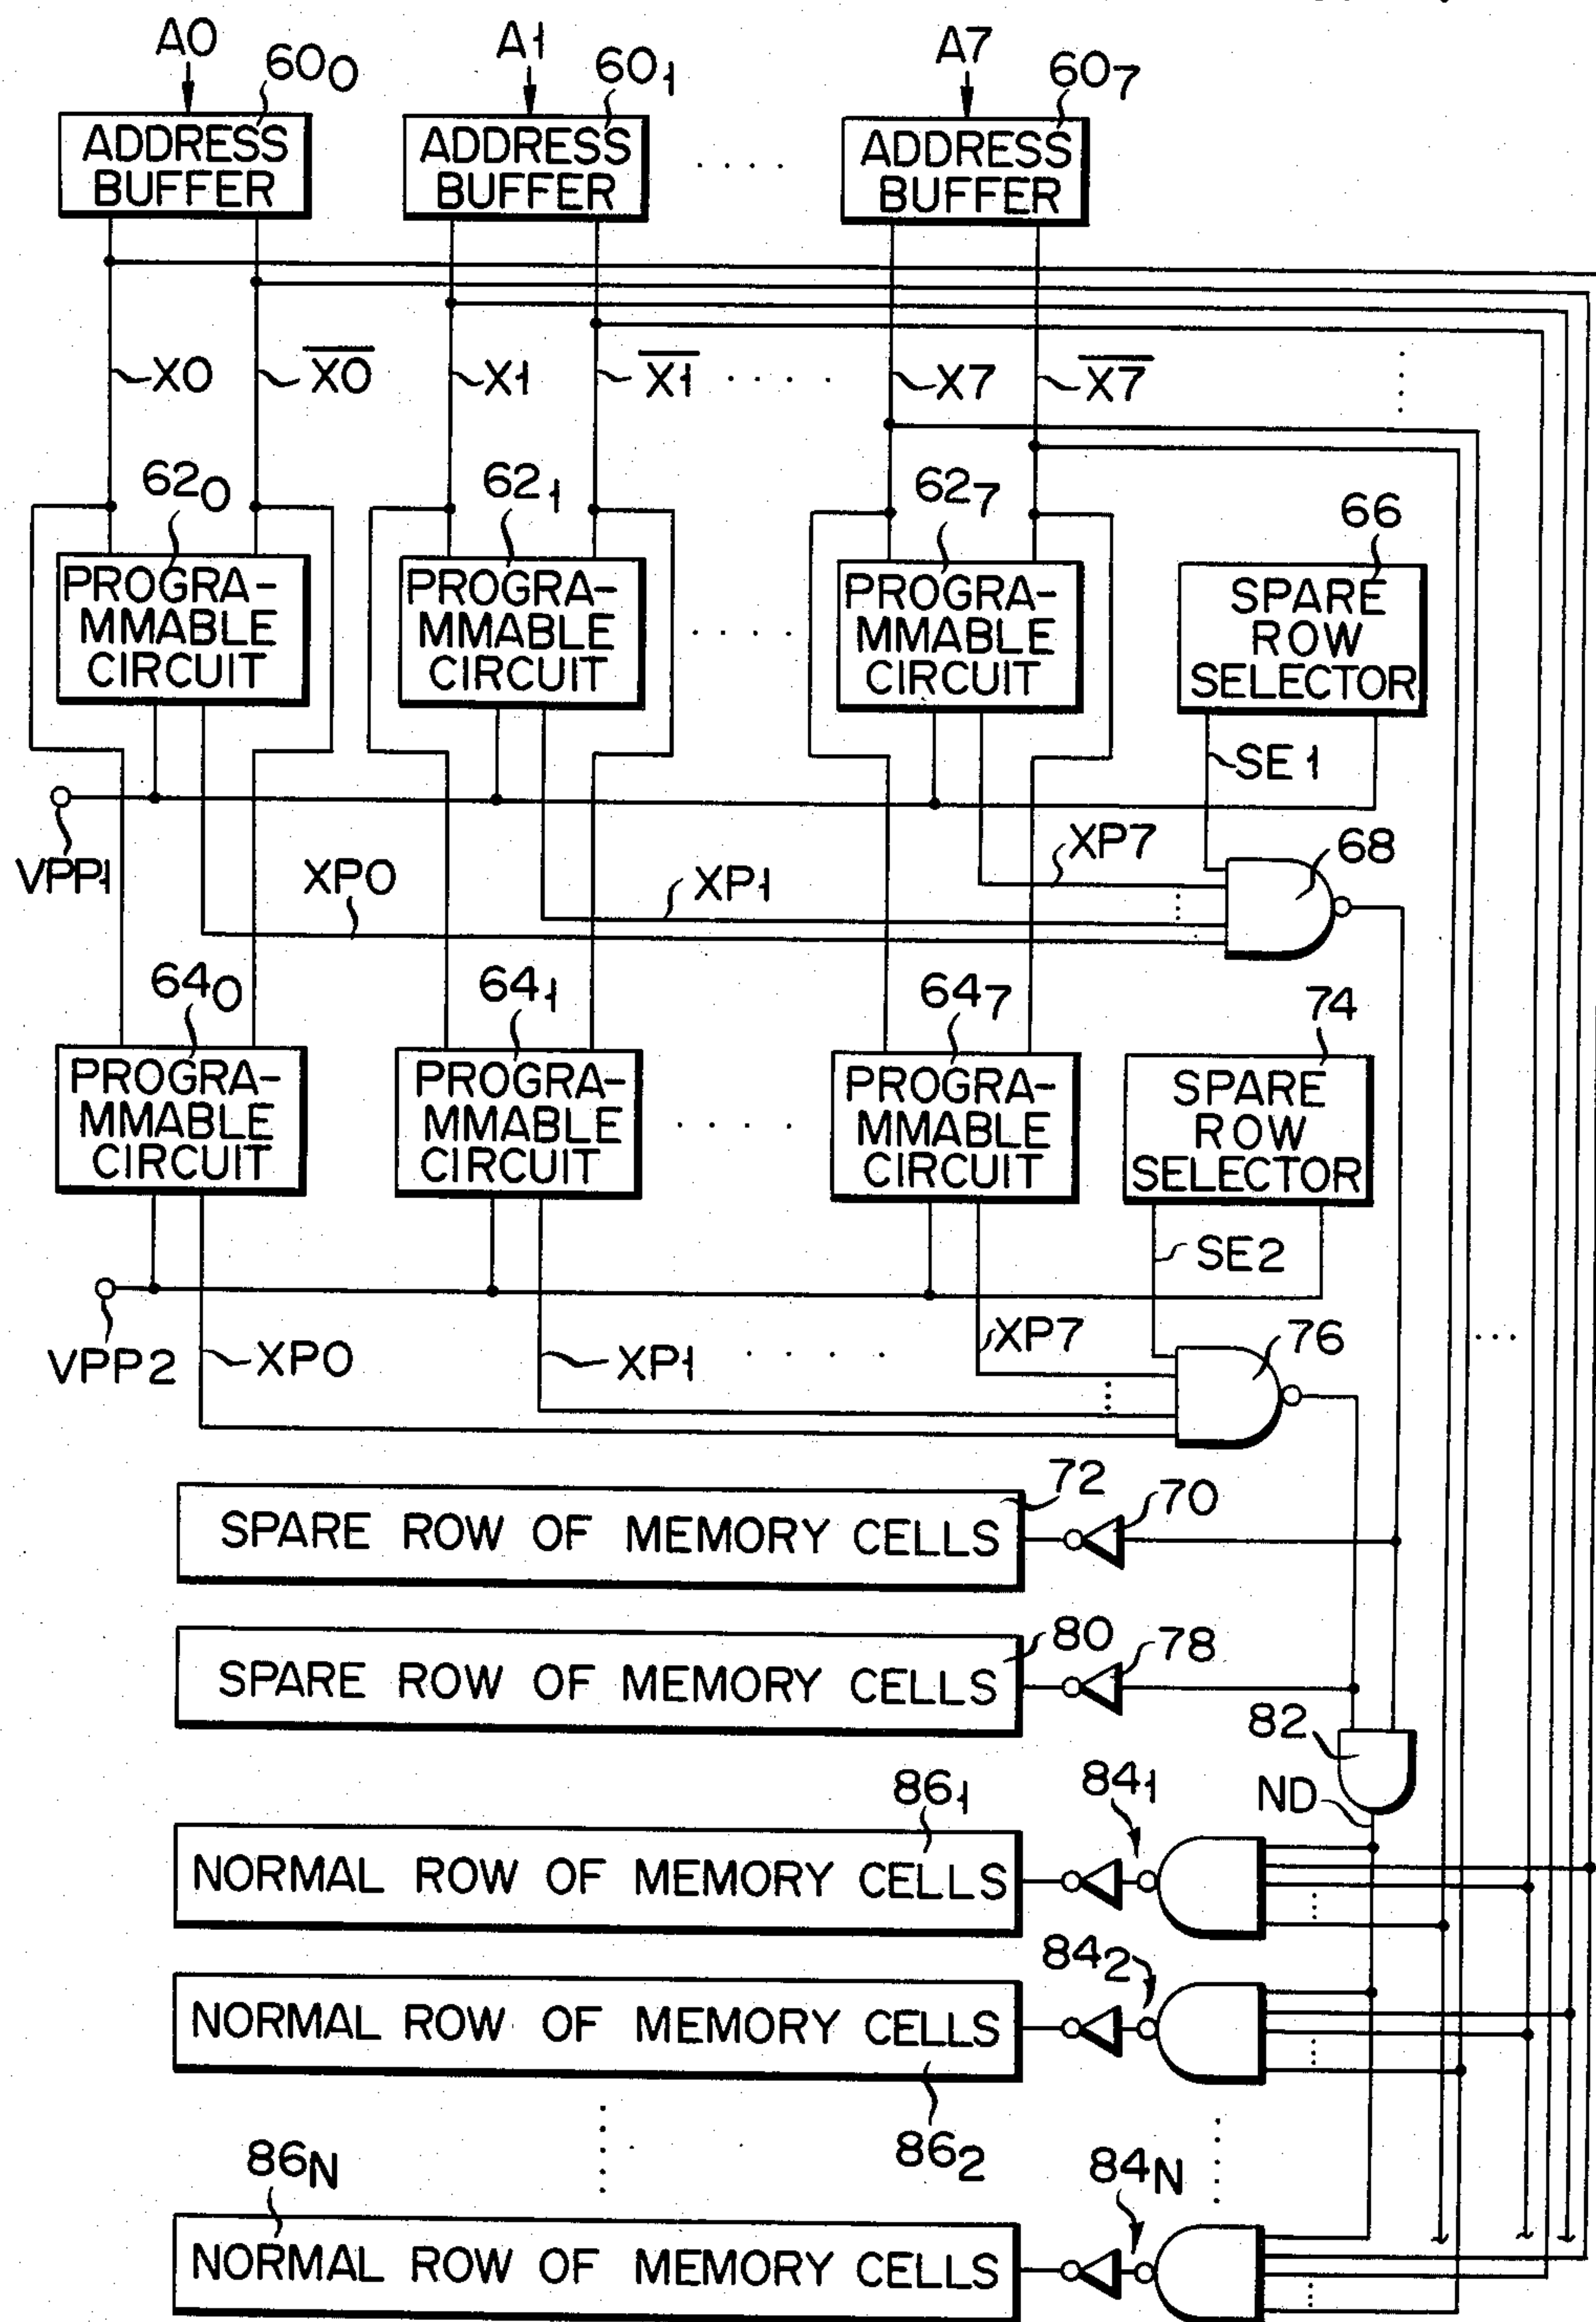 A0
A1
A7
60₀
60₁
60₇
ADDRESS
BUFFER
ADDRESS
BUFFER
. . . .
ADDRESS
BUFFER
X0
X̅0̅
X1
X̅1̅
. . . . .
X7
X̅7̅
62₀
62₁
62₇
66
PROGRA-
MMABLE
CIRCUIT
PROGRA-
MMABLE
CIRCUIT
. . . . .
PROGRA-
MMABLE
CIRCUIT
SPARE
ROW
SELECTOR
SE1
VPP1
XP0
XP1
XP7
68
64₀
64₁
64₇
74
PROGRA-
MMABLE
CIRCUIT
PROGRA-
MMABLE
CIRCUIT
. . . . .
PROGRA-
MMABLE
CIRCUIT
SPARE
ROW
SELECTOR
SE2
VPP2
XP0
XP1
. . . . .
XP7
76
...
72
70
SPARE ROW OF MEMORY CELLS
80
78
SPARE ROW OF MEMORY CELLS
82
ND
86₁
84₁
NORMAL ROW OF MEMORY CELLS
84₂
NORMAL ROW OF MEMORY CELLS
86₂
86N
84N
NORMAL ROW OF MEMORY CELLS